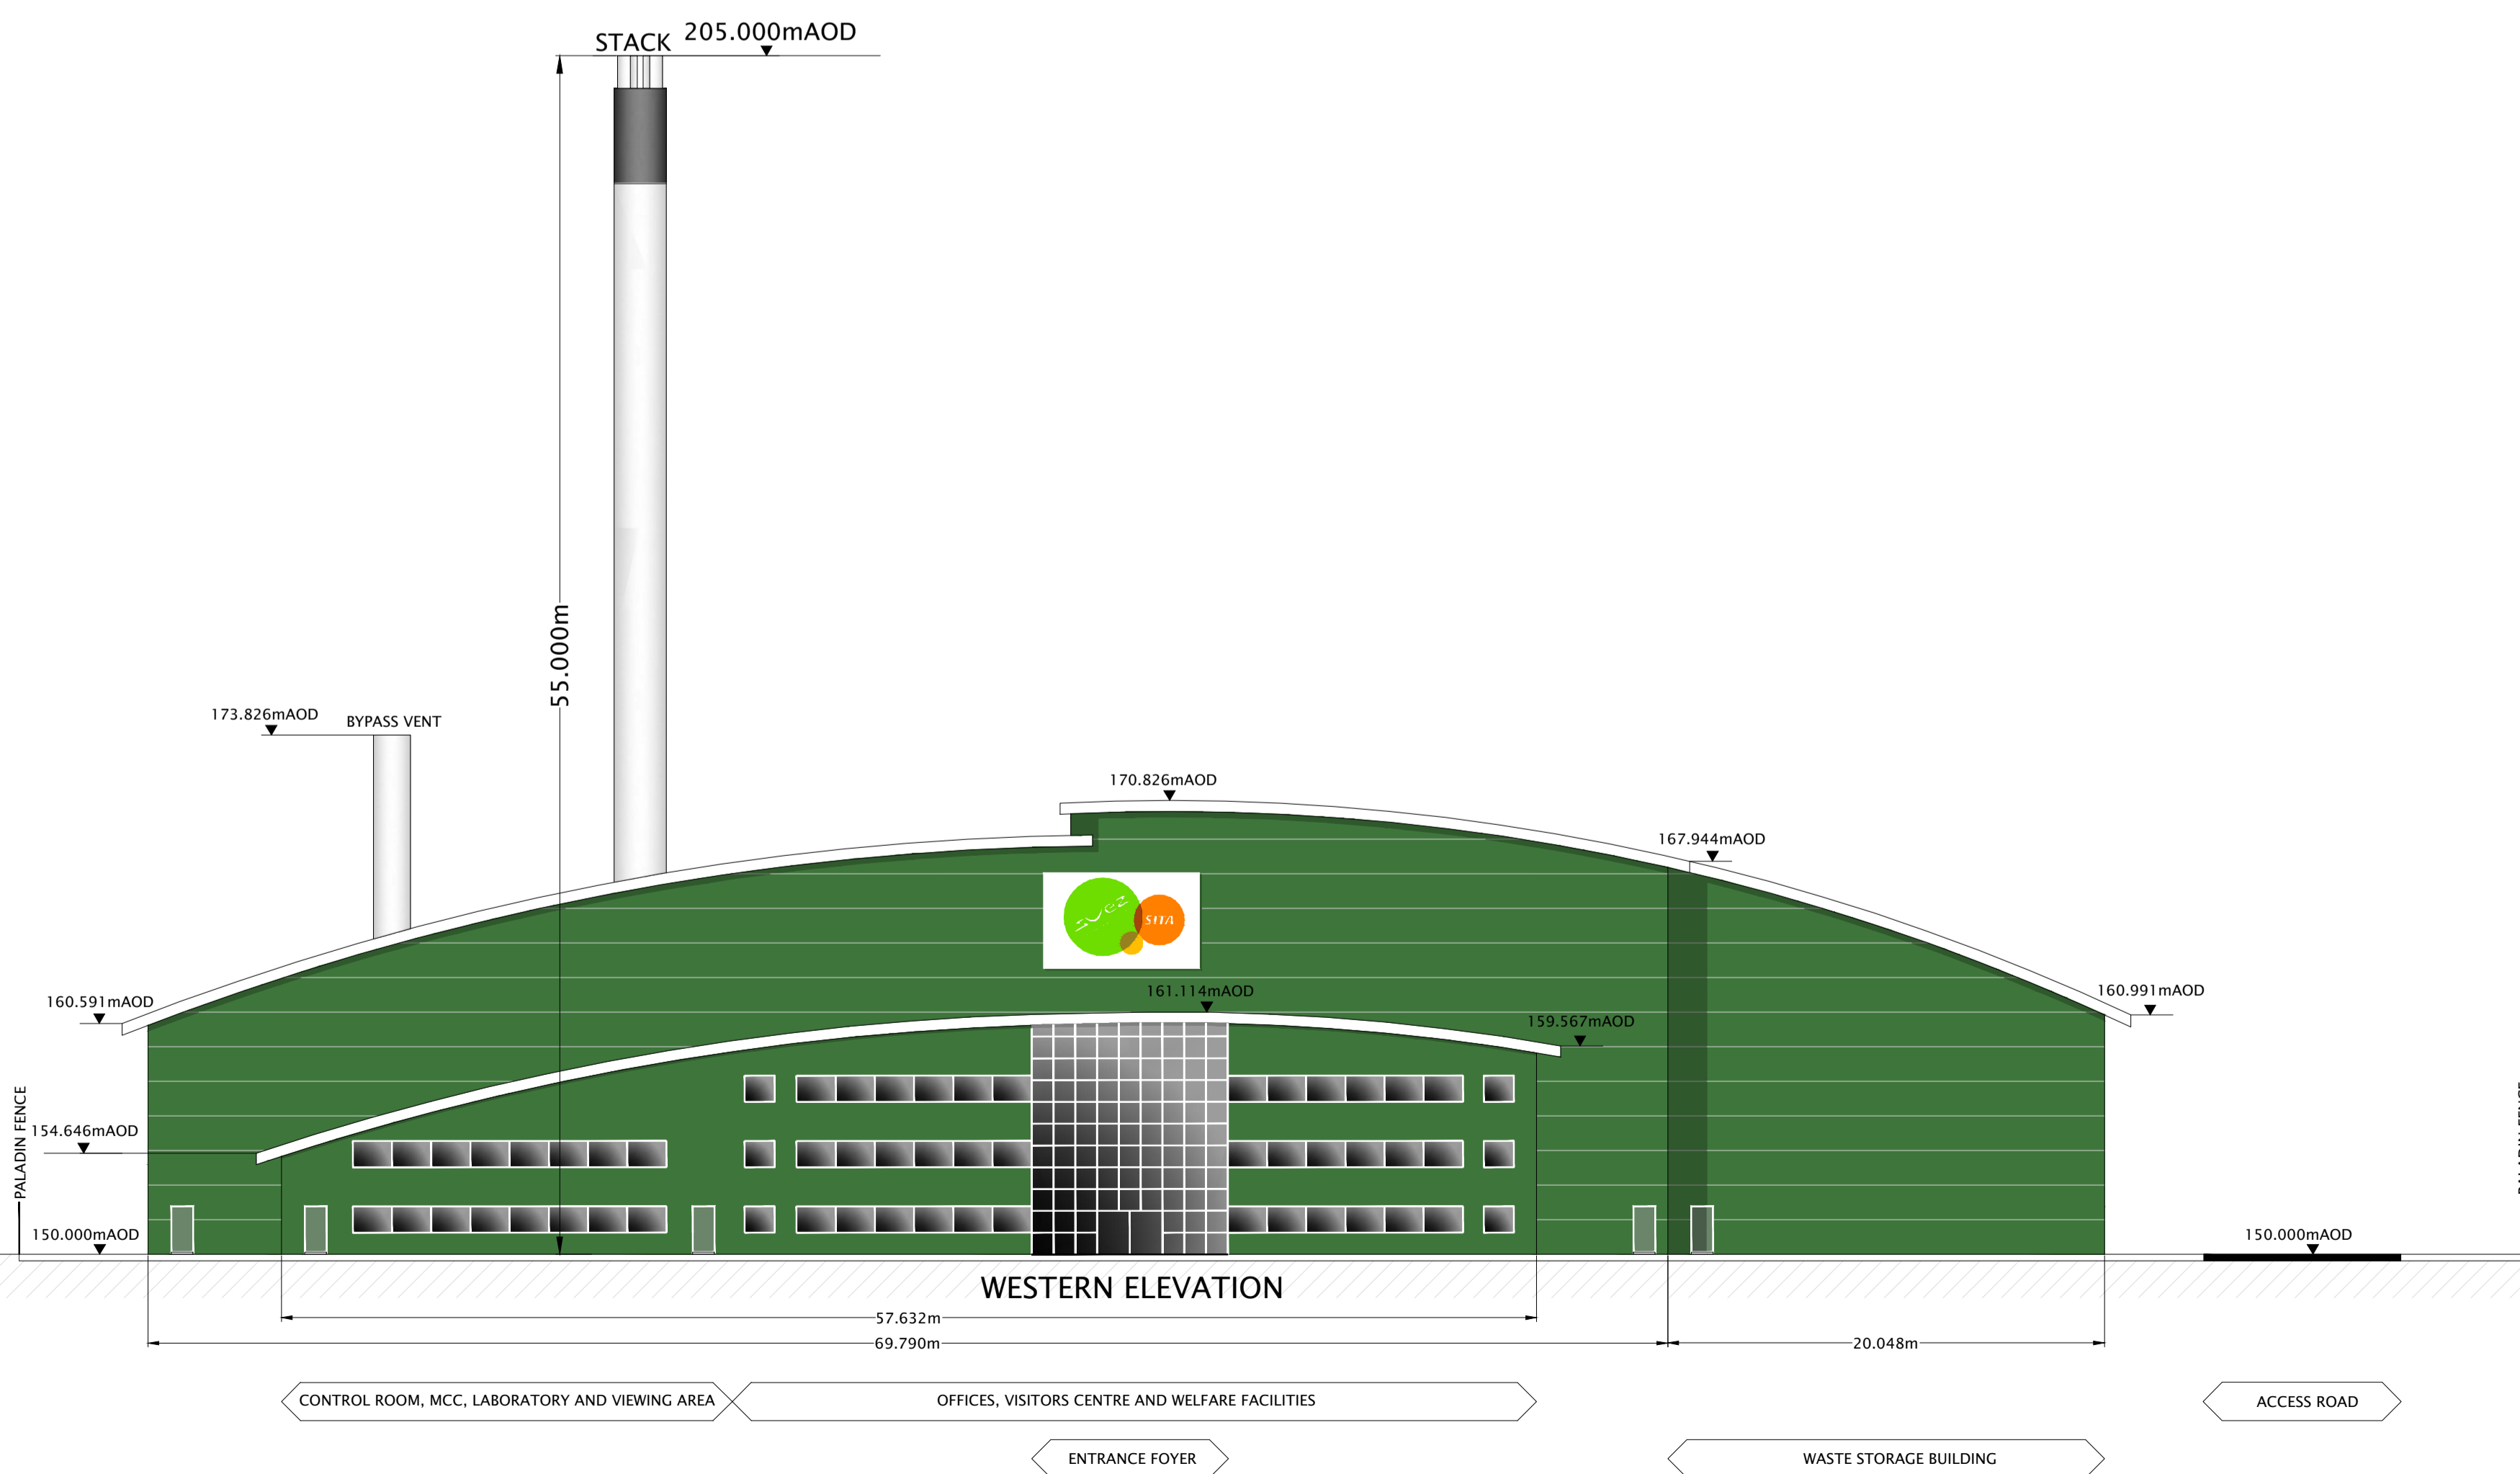 STACK 205.000mAOD
55.000m
173.826mAOD BYPASS VENT
170.826mAOD
167.944mAOD
suez SITA
160.591mAOD
161.114mAOD
160.991mAOD
159.567mAOD
PALADIN FENCE
154.646mAOD
150.000mAOD
150.000mAOD
WESTERN ELEVATION
57.632m
69.790m
20.048m
CONTROL ROOM, MCC, LABORATORY AND VIEWING AREA
OFFICES, VISITORS CENTRE AND WELFARE FACILITIES
ACCESS ROAD
ENTRANCE FOYER
WASTE STORAGE BUILDING